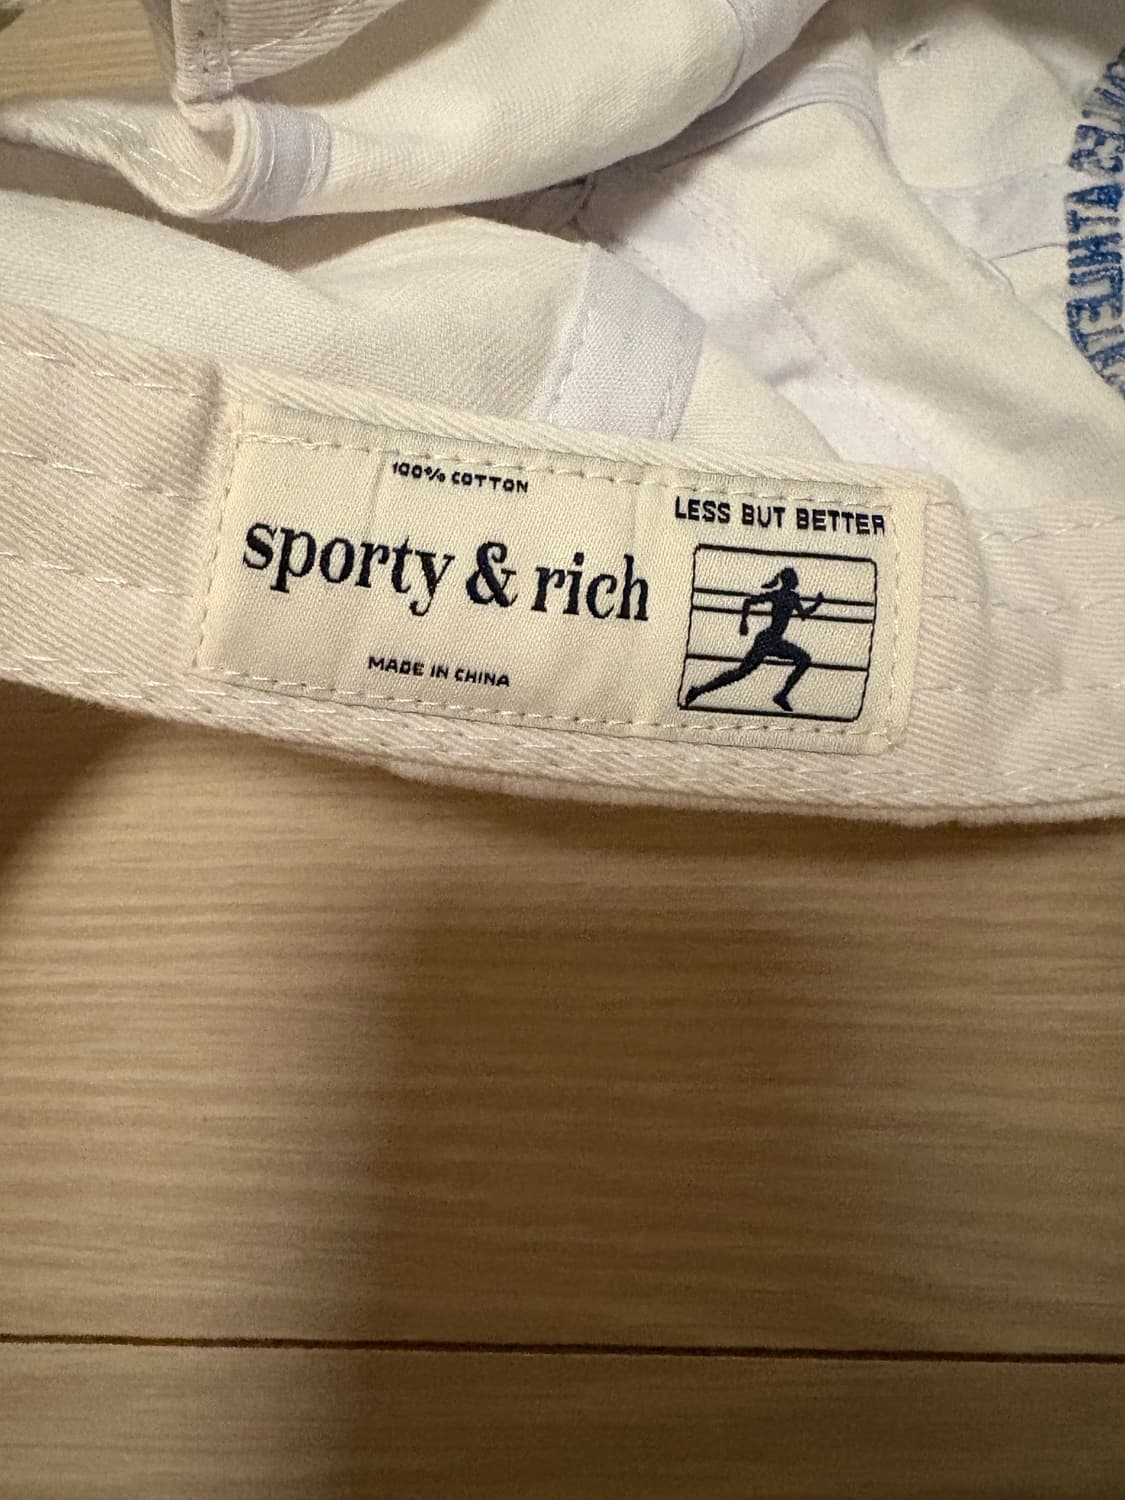 100% COTTON
sporty & rich
MADE IN CHINA
LESS BUT BETTER